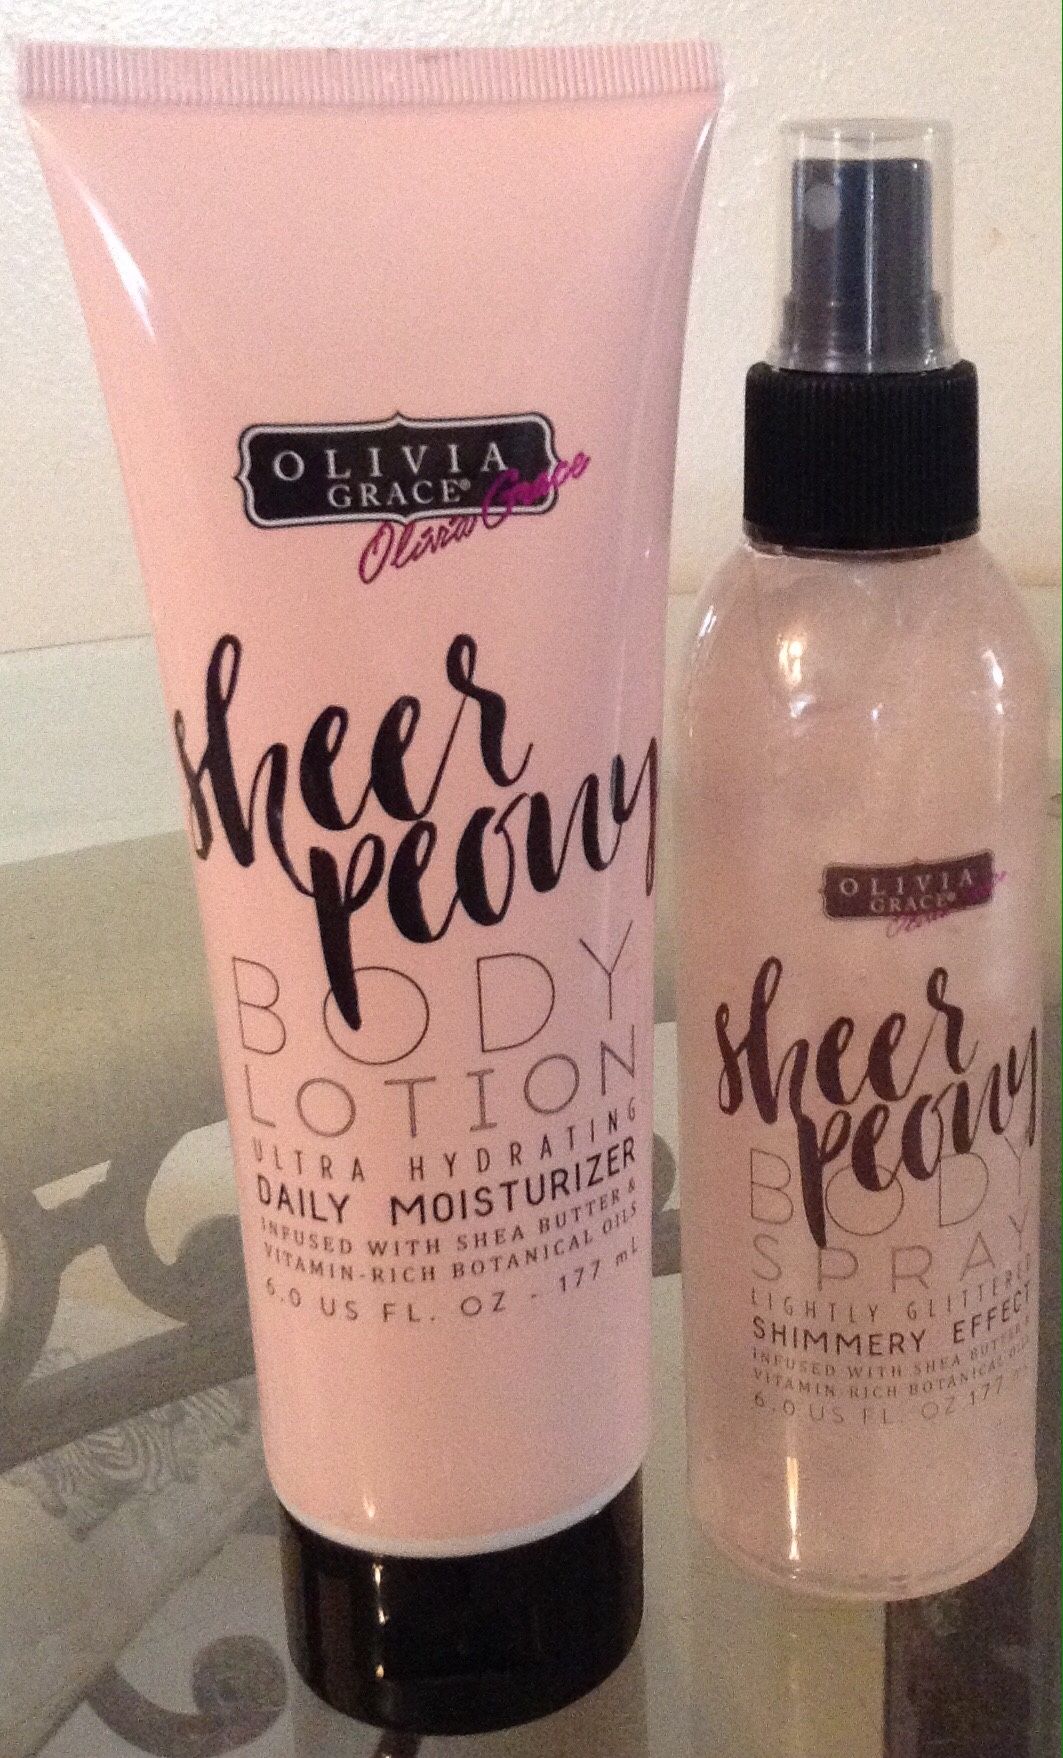 OLIVIA
GRACE®
Olivia Grace
sheer
peony
BODY
LOTION
ULTRA HYDRATING
DAILY MOISTURIZER
INFUSED WITH SHEA BUTTER &
VITAMIN-RICH BOTANICAL OILS
6.0 US FL. OZ - 177 mL
OLIVIA
GRACE®
sheer
peony
BODY
SPRAY
LIGHTLY GLITTERED
SHIMMERY EFFECT
INFUSED WITH SHEA BUTTER &
VITAMIN-RICH BOTANICAL OILS
6.0 US FL. OZ 177